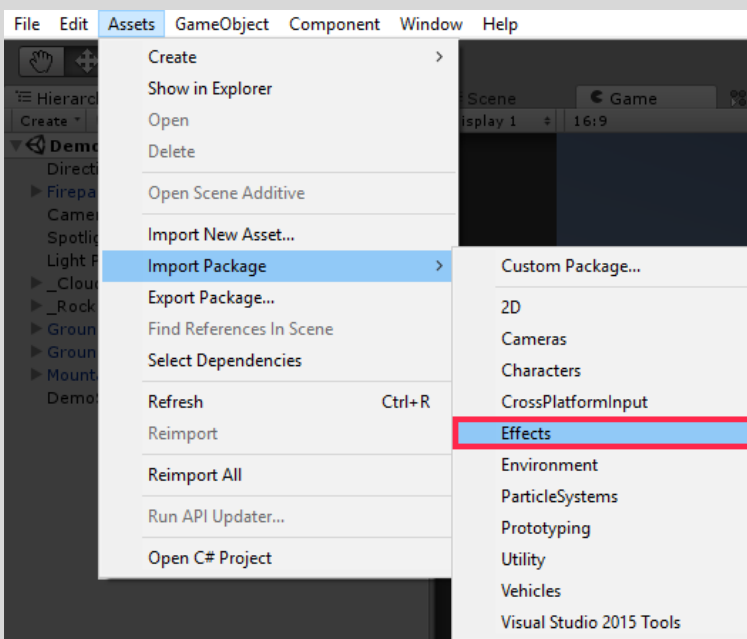 File Edit Assets GameObject Component Window Help
Create >
Show in Explorer
Open
Delete
Open Scene Additive
Import New Asset...
Import Package >
Export Package...
Find References In Scene
Select Dependencies
Refresh Ctrl+R
Reimport
Reimport All
Run API Updater...
Open C# Project
Custom Package...
2D
Cameras
Characters
CrossPlatformInput
Effects
Environment
ParticleSystems
Prototyping
Utility
Vehicles
Visual Studio 2015 Tools
Hierarc
Create
Demo
Directi
Firepa
Camer
Spotlig
Light P
_Clou
_Rock
Groun
Groun
Mount
Demo
Scene
Game
isplay 1
16:9